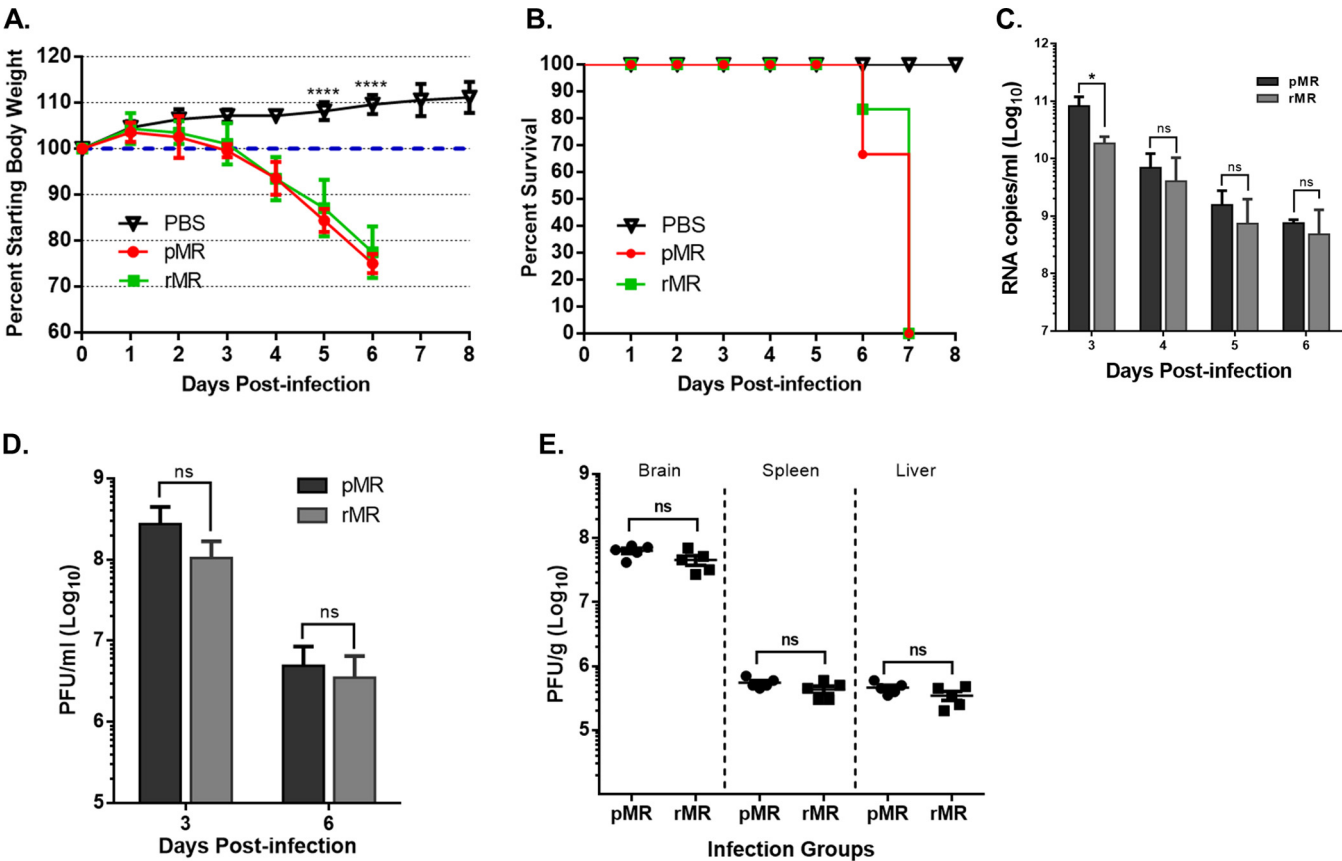 A.
Percent Starting Body Weight
120
110
100
90
80
70
60
****
****
PBS
pMR
rMR
0 1 2 3 4 5 6 7 8
Days Post-infection
B.
Percent Survival
100
90
80
70
60
50
40
30
20
10
0
PBS
pMR
rMR
1 2 3 4 5 6 7 8
Days Post-infection
C.
RNA copies/ml (Log10)
12
11
10
9
8
7
*
ns
ns
ns
pMR
rMR
3 4 5 6
Days Post-infection
D.
PFU/ml (Log10)
9
8
7
6
5
ns
ns
pMR
rMR
3 6
Days Post-infection
E.
Brain Spleen Liver
PFU/g (Log10)
9
8
7
6
5
ns
ns
ns
pMR rMR pMR rMR pMR rMR
Infection Groups